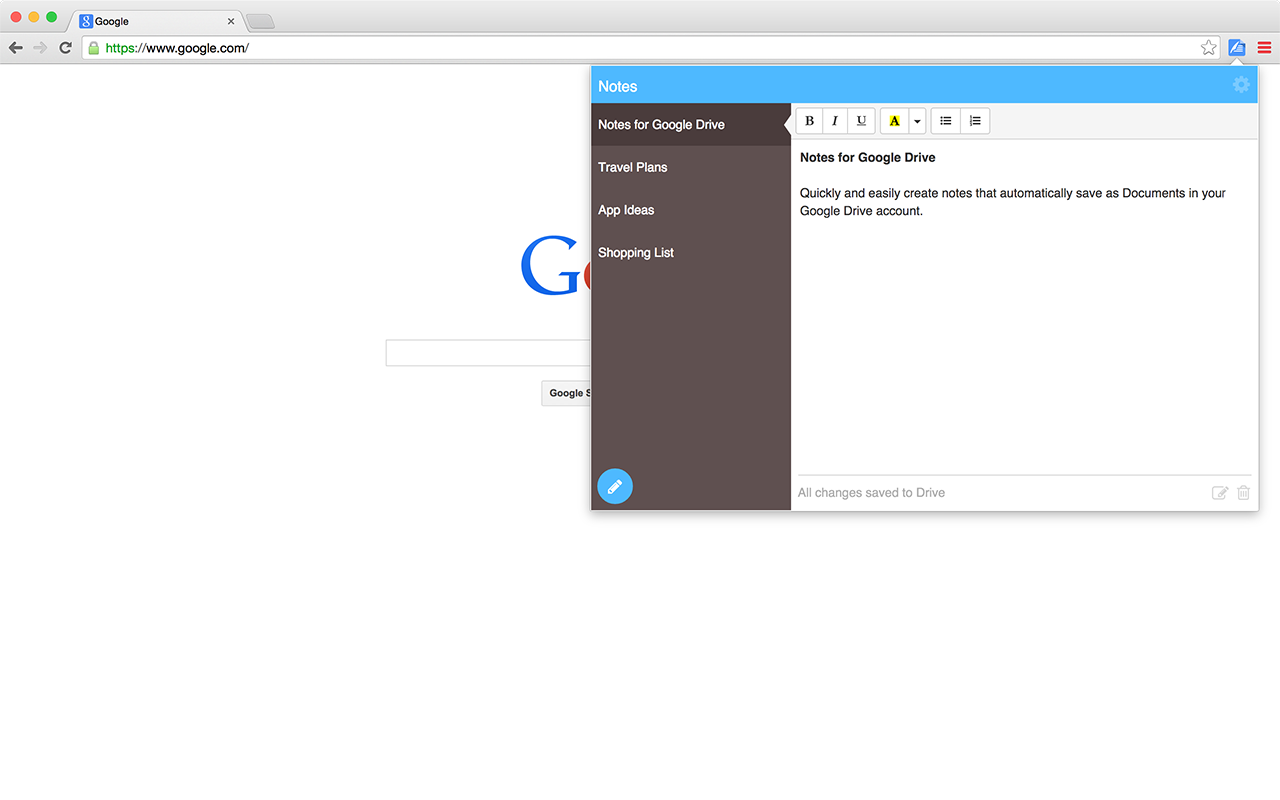 Google
https://www.google.com/
Notes
Notes for Google Drive
Travel Plans
App Ideas
Shopping List
B I U A
Notes for Google Drive
Quickly and easily create notes that automatically save as Documents in your
Google Drive account.
All changes saved to Drive
G
Google S